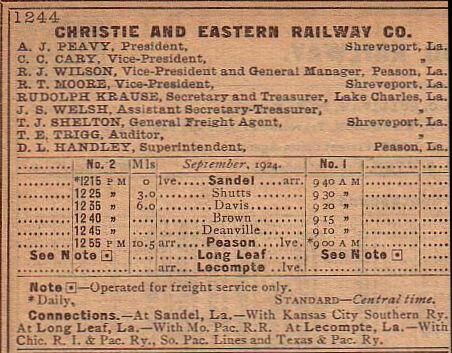 1244
CHRISTIE AND EASTERN RAILWAY CO.
A. J. PEAVY, President, Shreveport, La.
C. C. CARY, Vice-President, „
R. J. WILSON, Vice-President and General Manager, Peason, La.
R. T. MOORE, Vice-President, Shreveport, La.
RUDOLPH KRAUSE, Secretary and Treasurer, Lake Charles, La.
J. S. WELSH, Assistant Secretary-Treasurer, „
T. J. SHELTON, General Freight Agent, Shreveport, La.
T. E. TRIGG, Auditor, „
D. L. HANDLEY, Superintendent, Peason, La.
No. 2 Mls September, 1924. No. 1
*1215 P M 0 lve. Sandel arr. 9 40 A M
12 25 „ 3.0 Shutts 9 30 „
12 35 „ 6.0 Davis 9 20 „
12 40 „ Brown 9 15 „
12 45 „ Deanville 9 10 „
12 55 P M 10.5 arr. Peason lve. *9 00 A M
See Note ▣ Long Leaf See Note ▣
arr. Lecompte lve.
Note ▣—Operated for freight service only.
*Daily, STANDARD—Central time.
Connections.—At Sandel, La.—With Kansas City Southern Ry.
At Long Leaf, La.—With Mo. Pac. R.R. At Lecompte, La.—With
Chic. R. I. & Pac. Ry., So. Pac. Lines and Texas & Pac. Ry.